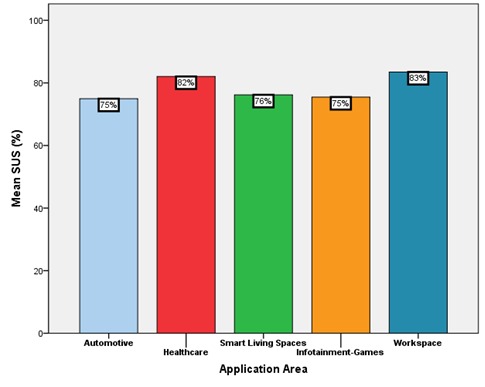 100
80
60
40
20
0
Mean SUS (%)
75%
82%
76%
75%
83%
Automotive
Healthcare
Smart Living Spaces
Infotainment-Games
Workspace
Application Area